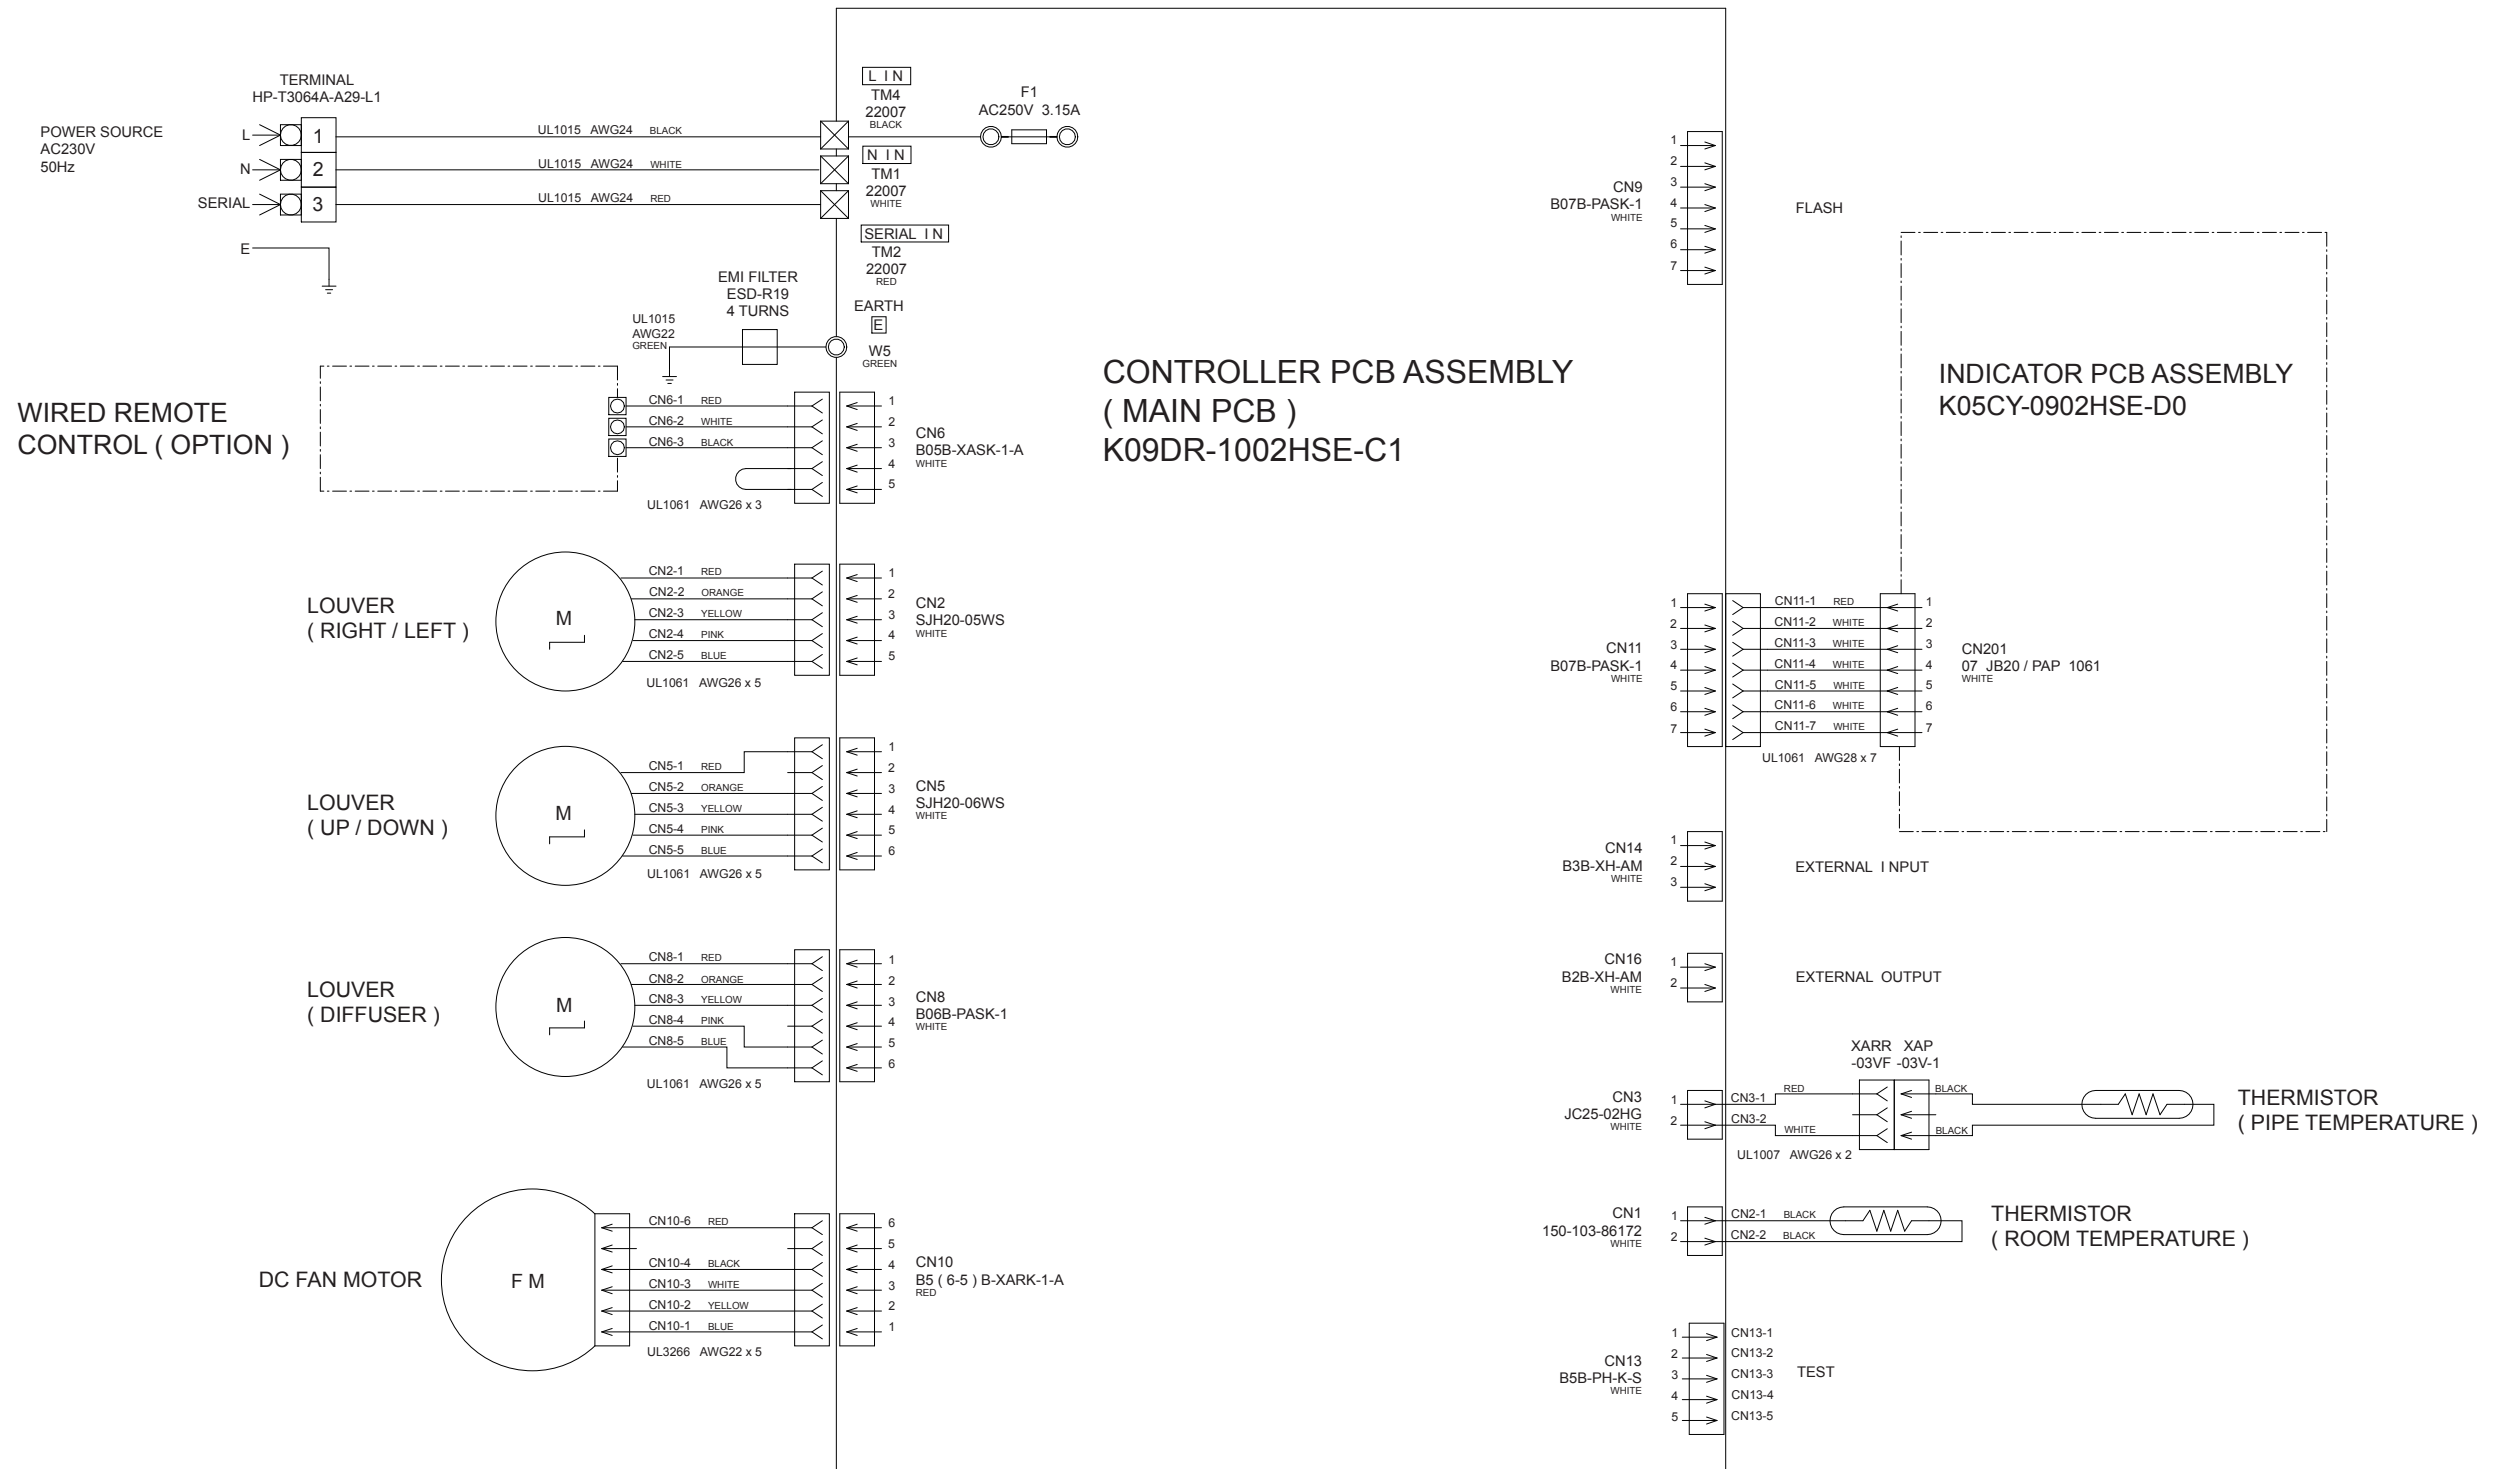 TERMINAL
HP-T3064A-A29-L1
POWER SOURCE
AC230V
50Hz
L
N
SERIAL
E
1
2
3
UL1015 AWG24 BLACK
UL1015 AWG24 WHITE
UL1015 AWG24 RED
L IN
TM4
22007
BLACK
N IN
TM1
22007
WHITE
SERIAL IN
TM2
22007
RED
F1
AC250V 3.15A
EMI FILTER
ESD-R19
4 TURNS
UL1015
AWG22
GREEN
EARTH
E
W5
GREEN
WIRED REMOTE
CONTROL ( OPTION )
CN6-1 RED
CN6-2 WHITE
CN6-3 BLACK
UL1061 AWG26 x 3
1
2
3
4
5
CN6
B05B-XASK-1-A
WHITE
LOUVER
( RIGHT / LEFT )
M
CN2-1 RED
CN2-2 ORANGE
CN2-3 YELLOW
CN2-4 PINK
CN2-5 BLUE
UL1061 AWG26 x 5
1
2
3
4
5
CN2
SJH20-05WS
WHITE
LOUVER
( UP / DOWN )
M
CN5-1 RED
CN5-2 ORANGE
CN5-3 YELLOW
CN5-4 PINK
CN5-5 BLUE
UL1061 AWG26 x 5
1
2
3
4
5
6
CN5
SJH20-06WS
WHITE
LOUVER
( DIFFUSER )
M
CN8-1 RED
CN8-2 ORANGE
CN8-3 YELLOW
CN8-4 PINK
CN8-5 BLUE
UL1061 AWG26 x 5
1
2
3
4
5
6
CN8
B06B-PASK-1
WHITE
DC FAN MOTOR
F M
CN10-6 RED
CN10-4 BLACK
CN10-3 WHITE
CN10-2 YELLOW
CN10-1 BLUE
UL3266 AWG22 x 5
6
5
4
3
2
1
CN10
B5 ( 6-5 ) B-XARK-1-A
RED
CONTROLLER PCB ASSEMBLY
( MAIN PCB )
K09DR-1002HSE-C1
CN9
B07B-PASK-1
WHITE
1
2
3
4
5
6
7
FLASH
INDICATOR PCB ASSEMBLY
K05CY-0902HSE-D0
CN11
B07B-PASK-1
WHITE
1
2
3
4
5
6
7
CN11-1 RED
CN11-2 WHITE
CN11-3 WHITE
CN11-4 WHITE
CN11-5 WHITE
CN11-6 WHITE
CN11-7 WHITE
UL1061 AWG28 x 7
1
2
3
4
5
6
7
CN201
07 JB20 / PAP 1061
WHITE
CN14
B3B-XH-AM
WHITE
1
2
3
EXTERNAL I NPUT
CN16
B2B-XH-AM
WHITE
1
2
EXTERNAL OUTPUT
CN3
JC25-02HG
WHITE
1
2
CN3-1 RED
CN3-2 WHITE
UL1007 AWG26 x 2
XARR XAP
-03VF -03V-1
BLACK
BLACK
THERMISTOR
( PIPE TEMPERATURE )
CN1
150-103-86172
WHITE
1
2
CN2-1 BLACK
CN2-2 BLACK
THERMISTOR
( ROOM TEMPERATURE )
CN13
B5B-PH-K-S
WHITE
1
2
3
4
5
CN13-1
CN13-2
CN13-3
CN13-4
CN13-5
TEST